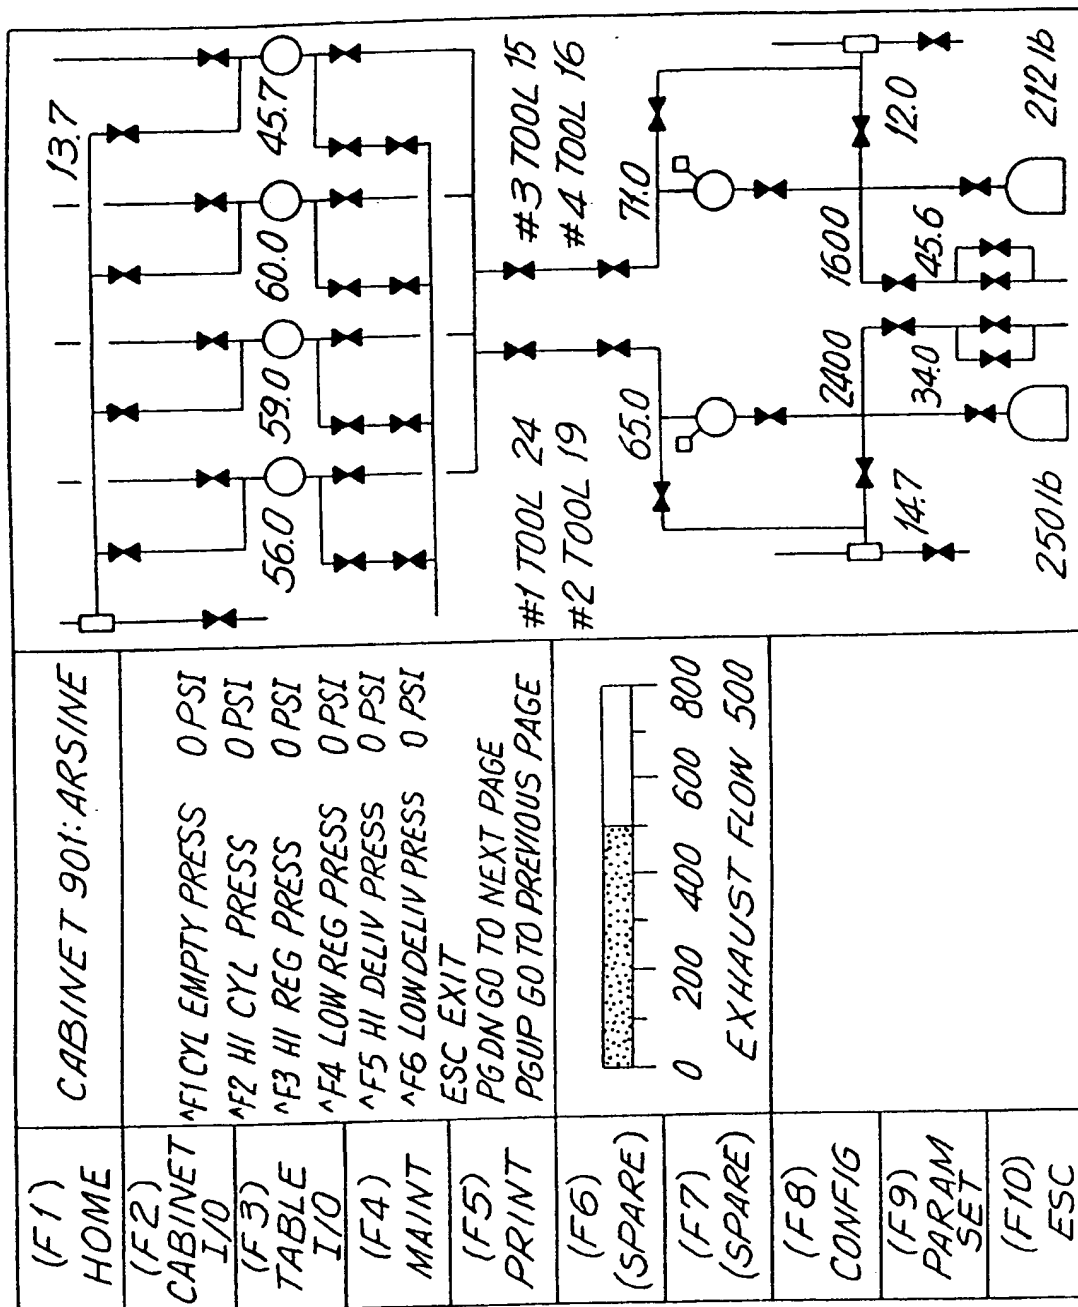 (F1)
HOME
(F2)
CABINET
I/O
(F3)
TABLE
I/O
(F4)
MAINT
(F5)
PRINT
(F6)
(SPARE)
(F7)
(SPARE)
(F8)
CONFIG
(F9)
PARAM
SET
(F10)
ESC
CABINET 901: ARSINE
^F1 CYL EMPTY PRESS 0 PSI
^F2 HI CYL PRESS 0 PSI
^F3 HI REG PRESS 0 PSI
^F4 LOW REG PRESS 0 PSI
^F5 HI DELIV PRESS 0 PSI
^F6 LOW DELIV PRESS 0 PSI
ESC EXIT
PG DN GO TO NEXT PAGE
PGUP GO TO PREVIOUS PAGE
0 200 400 600 800
EXHAUST FLOW 500
13.7
56.0 59.0 60.0 45.7
#1 TOOL 24
#2 TOOL 19
#3 TOOL 15
#4 TOOL 16
65.0
71.0
2400
1600
14.7
34.0
45.6
12.0
250 lb
212 lb